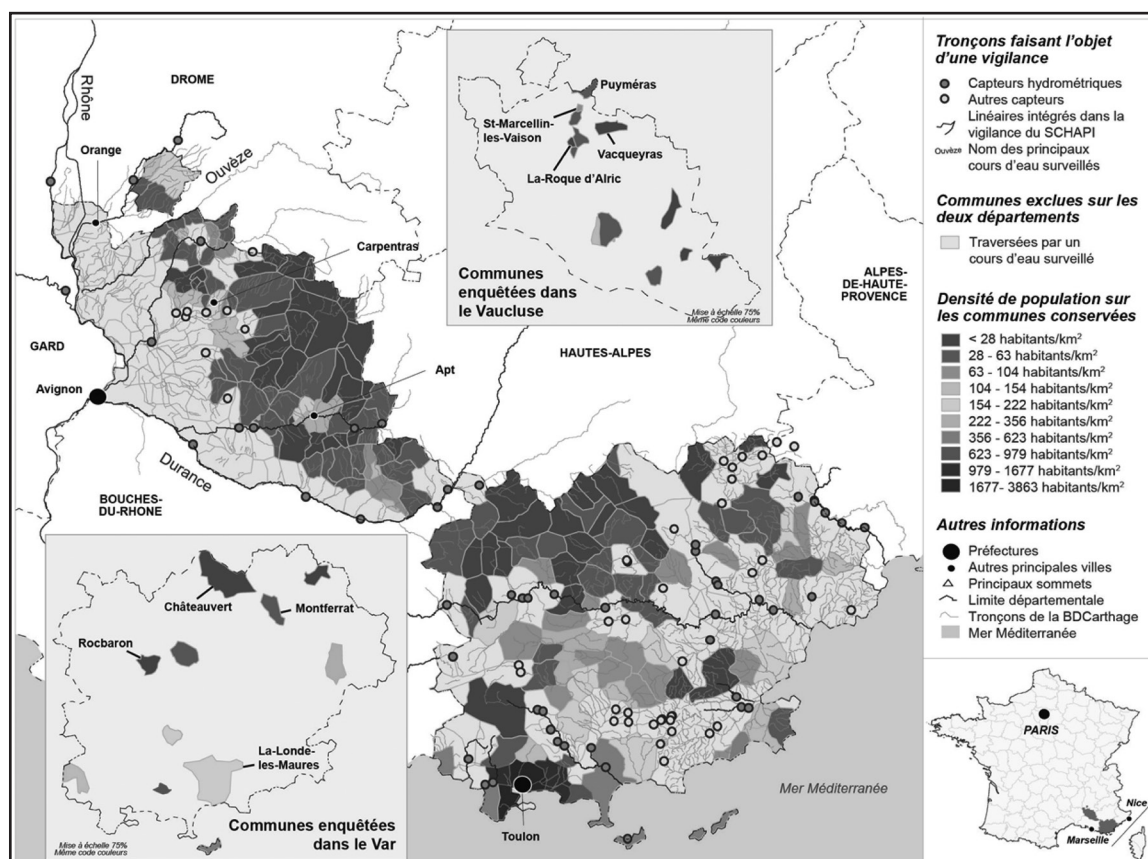 DROME
Rhône
Orange
Ouvèze
Carpentras
GARD
Apt
Avignon
Durance
BOUCHES-
DU-RHONE
HAUTES-ALPES
ALPES-
DE-HAUTE-
PROVENCE
Mer Méditerranée
Toulon
Puyméras
St-Marcellin-
les-Vaison
Vacqueyras
La-Roque d'Alric
Communes
enquêtées dans
le Vaucluse
Mise à échelle 75%
Même code couleurs
Châteauvert
Montferrat
Rocbaron
La-Londe-
les-Maures
Communes enquêtées
dans le Var
Mise à échelle 75%
Même code couleurs
Tronçons faisant l'objet
d'une vigilance
Capteurs hydrométriques
Autres capteurs
Linéaires intégrés dans la
vigilance du SCHAPI
Ouvèze Nom des principaux
cours d'eau surveillés
Communes exclues sur les
deux départements
Traversées par un
cours d'eau surveillé
Densité de population sur
les communes conservées
< 28 habitants/km²
28 - 63 habitants/km²
63 - 104 habitants/km²
104 - 154 habitants/km²
154 - 222 habitants/km²
222 - 356 habitants/km²
356 - 623 habitants/km²
623 - 979 habitants/km²
979 - 1677 habitants/km²
1677- 3863 habitants/km²
Autres informations
Préfectures
Autres principales villes
Principaux sommets
Limite départementale
Tronçons de la BDCarthage
Mer Méditerranée
PARIS
Nice
Marseille